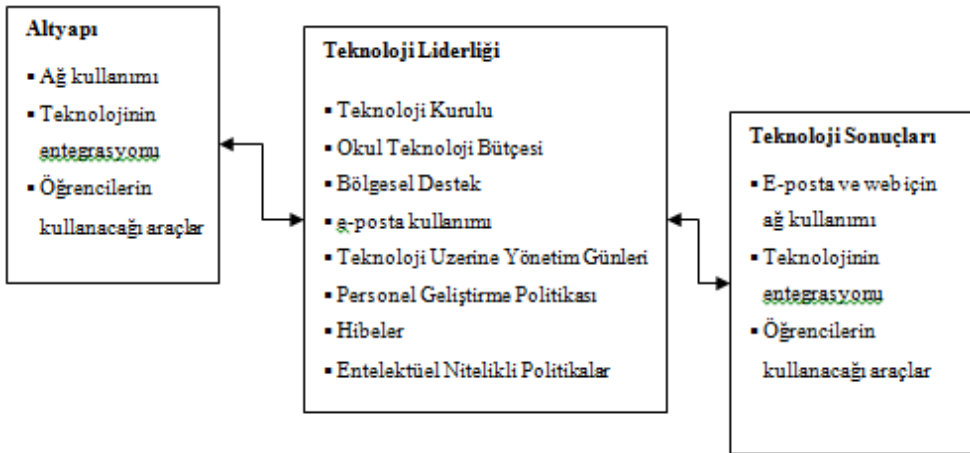 Altyapı
▪ Ağ kullanımı
▪ Teknolojinin
entegrasyonu
▪ Öğrencilerin
kullanacağı araçlar
Teknoloji Liderliği
▪ Teknoloji Kurulu
▪ Okul Teknoloji Bütçesi
▪ Bölgesel Destek
▪ e-posta kullanımı
▪ Teknoloji Uzerine Yönetim Günleri
▪ Personel Geliştirme Politikası
▪ Hibeler
▪ Entelektüel Nitelikli Politikalar
Teknoloji Sonuçları
▪ E-posta ve web için
ağ kullanımı
▪ Teknolojinin
entegrasyonu
▪ Öğrencilerin
kullanacağı araçlar